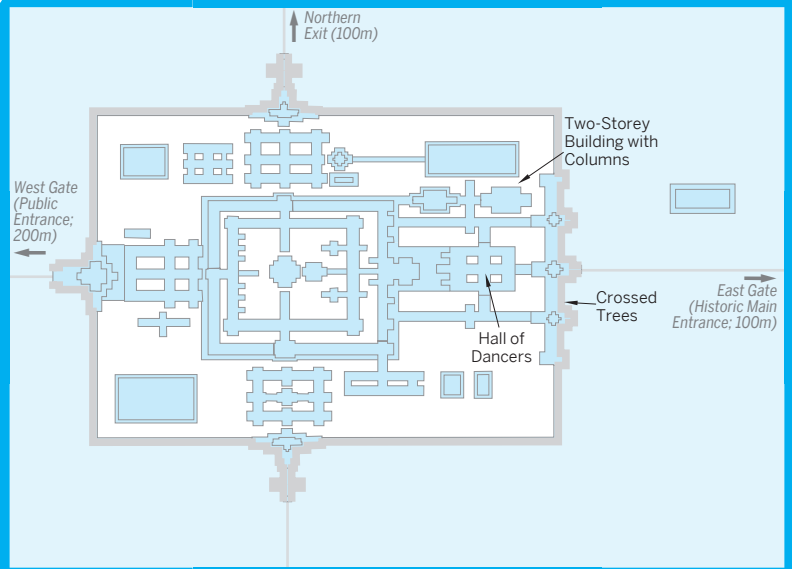 Northern
Exit (100m)
Two-Storey
Building with
Columns
West Gate
(Public
Entrance;
200m)
East Gate
(Historic Main
Entrance; 100m)
Crossed
Trees
Hall of
Dancers